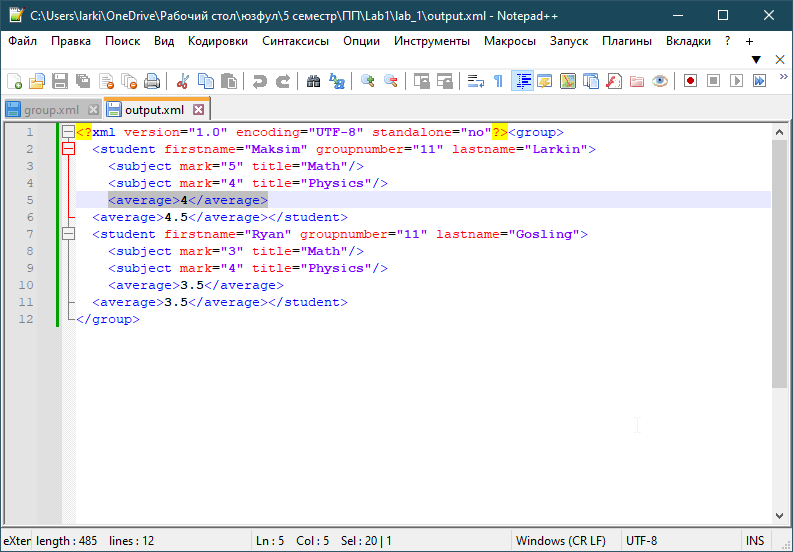 C:\Users\larki\OneDrive\Рабочий стол\юзфул\5 семестр\ПП\Lab1\lab_1\output.xml - Notepad++
Файл Правка Поиск Вид Кодировки Синтаксисы Опции Инструменты Макросы Запуск Плагины Вкладки ? +
group.xml output.xml
1 <?xml version="1.0" encoding="UTF-8" standalone="no"?><group>
2 <student firstname="Maksim" groupnumber="11" lastname="Larkin">
3 <subject mark="5" title="Math"/>
4 <subject mark="4" title="Physics"/>
5 <average>4</average>
6 <average>4.5</average></student>
7 <student firstname="Ryan" groupnumber="11" lastname="Gosling">
8 <subject mark="3" title="Math"/>
9 <subject mark="4" title="Physics"/>
10 <average>3.5</average>
11 <average>3.5</average></student>
12 </group>
eXter length : 485 lines : 12 Ln : 5 Col : 5 Sel : 20 | 1 Windows (CR LF) UTF-8 INS